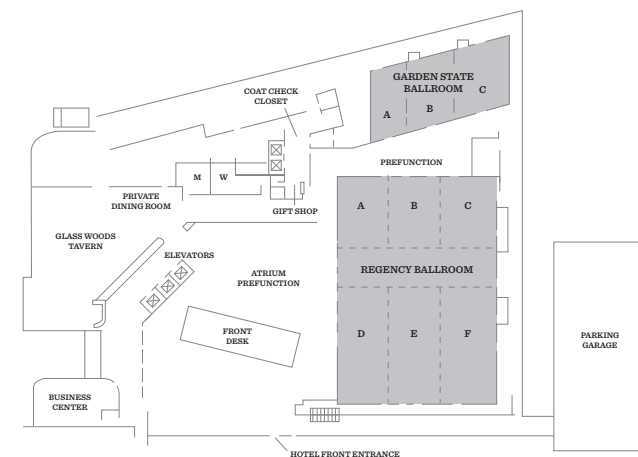 GARDEN STATE
BALLROOM
A
B
C
COAT CHECK
CLOSET
PREFUNCTION
M
W
PRIVATE
DINING ROOM
GIFT SHOP
A
B
C
GLASS WOODS
TAVERN
ELEVATORS
ATRIUM
PREFUNCTION
REGENCY BALLROOM
FRONT
DESK
D
E
F
PARKING
GARAGE
BUSINESS
CENTER
HOTEL FRONT ENTRANCE